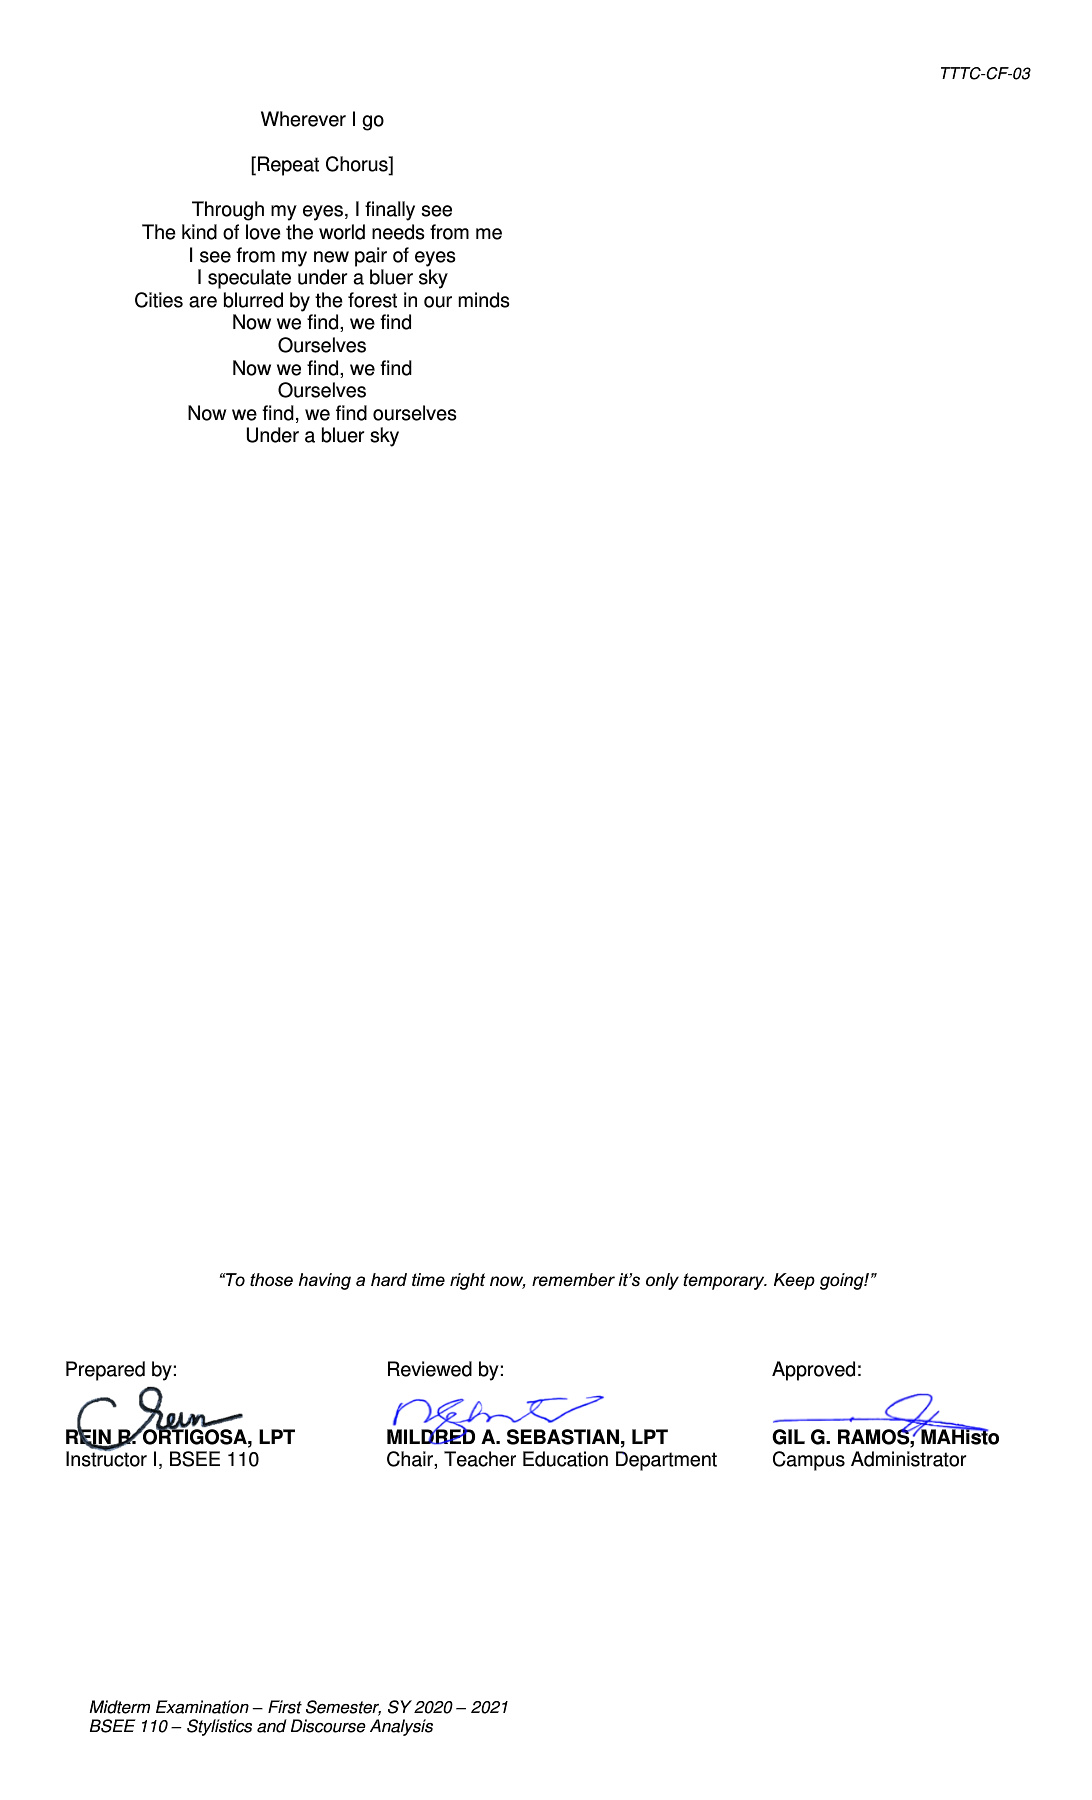 TTTC-CF-03
Wherever I go
[Repeat Chorus]
Through my eyes, I finally see
The kind of love the world needs from me
I see from my new pair of eyes
I speculate under a bluer sky
Cities are blurred by the forest in our minds
Now we find, we find
Ourselves
Now we find, we find
Ourselves
Now we find, we find ourselves
Under a bluer sky
“To those having a hard time right now, remember it’s only temporary. Keep going!”
Prepared by: Reviewed by: Approved:
REIN B. ORTIGOSA, LPT MILDRED A. SEBASTIAN, LPT GIL G. RAMOS, MAHisto
Instructor I, BSEE 110 Chair, Teacher Education Department Campus Administrator
Midterm Examination – First Semester, SY 2020 – 2021
BSEE 110 – Stylistics and Discourse Analysis